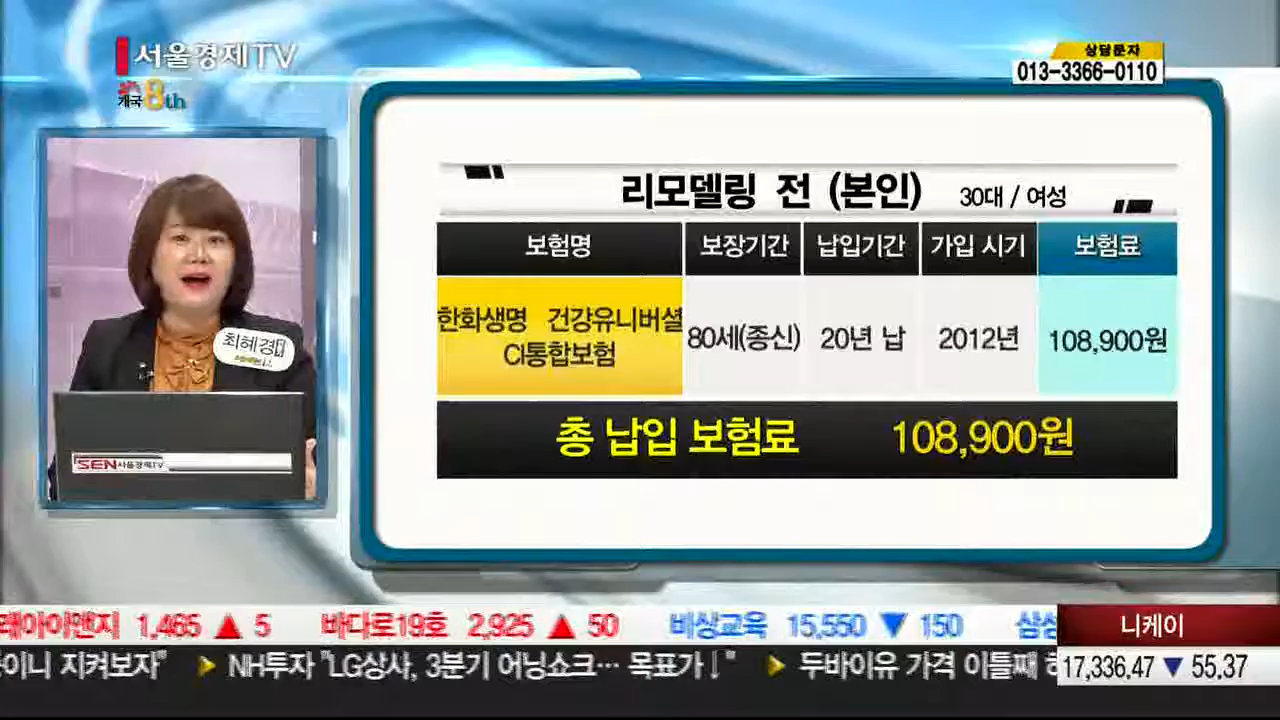 서울경제TV
개국 8th
상담문자
013-3366-0110
리모델링 전 (본인) 30대 / 여성
보험명 보장기간 납입기간 가입 시기 보험료
한화생명 건강유니버셜
CI통합보험
80세(종신) 20년 납 2012년 108,900원
총 납입 보험료 108,900원
최혜경
SEN서울경제TV
래아이앤지 1,465 ▲ 5 바다로19호 2,925 ▲ 50 비상교육 15,550 ▼ 150 삼성
니케이
이니 지켜보자" ▶ NH투자 "LG상사, 3분기 어닝쇼크… 목표가↓" ▶ 두바이유 가격 이틀째
17,336.47 ▼ 55.37